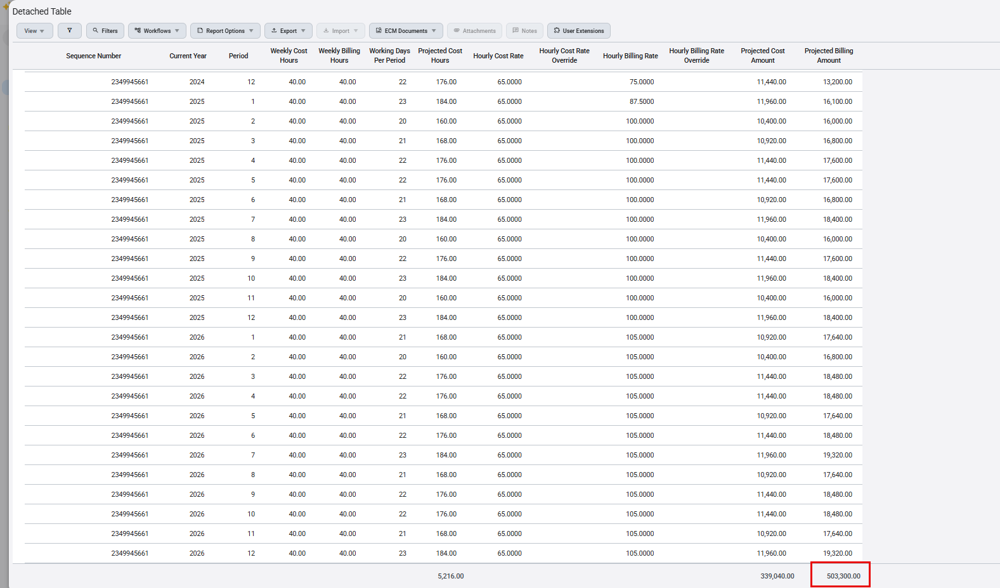 Detached Table
View Filters Workflows Report Options Export Import ECM Documents Attachments Notes User Extensions
Sequence Number Current Year Period Weekly Cost Hours Weekly Billing Hours Working Days Per Period Projected Cost Hours Hourly Cost Rate Hourly Cost Rate Override Hourly Billing Rate Hourly Billing Rate Override Projected Cost Amount Projected Billing Amount
2349945661 2024 12 40.00 40.00 22 176.00 65.0000 75.0000 11,440.00 13,200.00
2349945661 2025 1 40.00 40.00 23 184.00 65.0000 87.5000 11,960.00 16,100.00
2349945661 2025 2 40.00 40.00 20 160.00 65.0000 100.0000 10,400.00 16,000.00
2349945661 2025 3 40.00 40.00 21 168.00 65.0000 100.0000 10,920.00 16,800.00
2349945661 2025 4 40.00 40.00 22 176.00 65.0000 100.0000 11,440.00 17,600.00
2349945661 2025 5 40.00 40.00 22 176.00 65.0000 100.0000 11,440.00 17,600.00
2349945661 2025 6 40.00 40.00 21 168.00 65.0000 100.0000 10,920.00 16,800.00
2349945661 2025 7 40.00 40.00 23 184.00 65.0000 100.0000 11,960.00 18,400.00
2349945661 2025 8 40.00 40.00 20 160.00 65.0000 100.0000 10,400.00 16,000.00
2349945661 2025 9 40.00 40.00 22 176.00 65.0000 100.0000 11,440.00 17,600.00
2349945661 2025 10 40.00 40.00 23 184.00 65.0000 100.0000 11,960.00 18,400.00
2349945661 2025 11 40.00 40.00 20 160.00 65.0000 100.0000 10,400.00 16,000.00
2349945661 2025 12 40.00 40.00 23 184.00 65.0000 100.0000 11,960.00 18,400.00
2349945661 2026 1 40.00 40.00 21 168.00 65.0000 105.0000 10,920.00 17,640.00
2349945661 2026 2 40.00 40.00 20 160.00 65.0000 105.0000 10,400.00 16,800.00
2349945661 2026 3 40.00 40.00 22 176.00 65.0000 105.0000 11,440.00 18,480.00
2349945661 2026 4 40.00 40.00 22 176.00 65.0000 105.0000 11,440.00 18,480.00
2349945661 2026 5 40.00 40.00 21 168.00 65.0000 105.0000 10,920.00 17,640.00
2349945661 2026 6 40.00 40.00 22 176.00 65.0000 105.0000 11,440.00 18,480.00
2349945661 2026 7 40.00 40.00 23 184.00 65.0000 105.0000 11,960.00 19,320.00
2349945661 2026 8 40.00 40.00 21 168.00 65.0000 105.0000 10,920.00 17,640.00
2349945661 2026 9 40.00 40.00 22 176.00 65.0000 105.0000 11,440.00 18,480.00
2349945661 2026 10 40.00 40.00 22 176.00 65.0000 105.0000 11,440.00 18,480.00
2349945661 2026 11 40.00 40.00 21 168.00 65.0000 105.0000 10,920.00 17,640.00
2349945661 2026 12 40.00 40.00 23 184.00 65.0000 105.0000 11,960.00 19,320.00
5,216.00 339,040.00 503,300.00